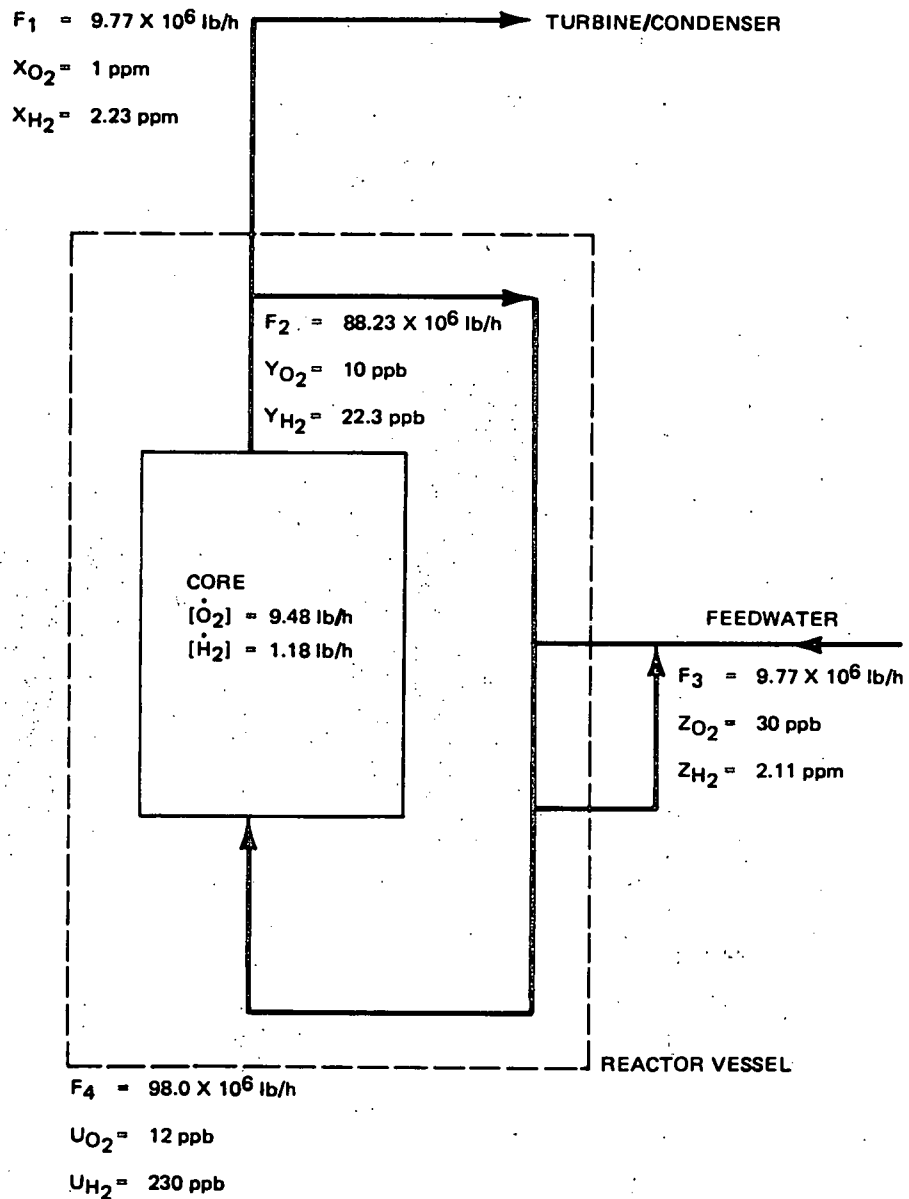 F1 = 9.77 X 10^6 lb/h
XO2 = 1 ppm
XH2 = 2.23 ppm
TURBINE/CONDENSER
F2 = 88.23 X 10^6 lb/h
YO2 = 10 ppb
YH2 = 22.3 ppb
CORE
[Ȯ2] = 9.48 lb/h
[Ḣ2] = 1.18 lb/h
FEEDWATER
F3 = 9.77 X 10^6 lb/h
ZO2 = 30 ppb
ZH2 = 2.11 ppm
REACTOR VESSEL
F4 = 98.0 X 10^6 lb/h
UO2 = 12 ppb
UH2 = 230 ppb